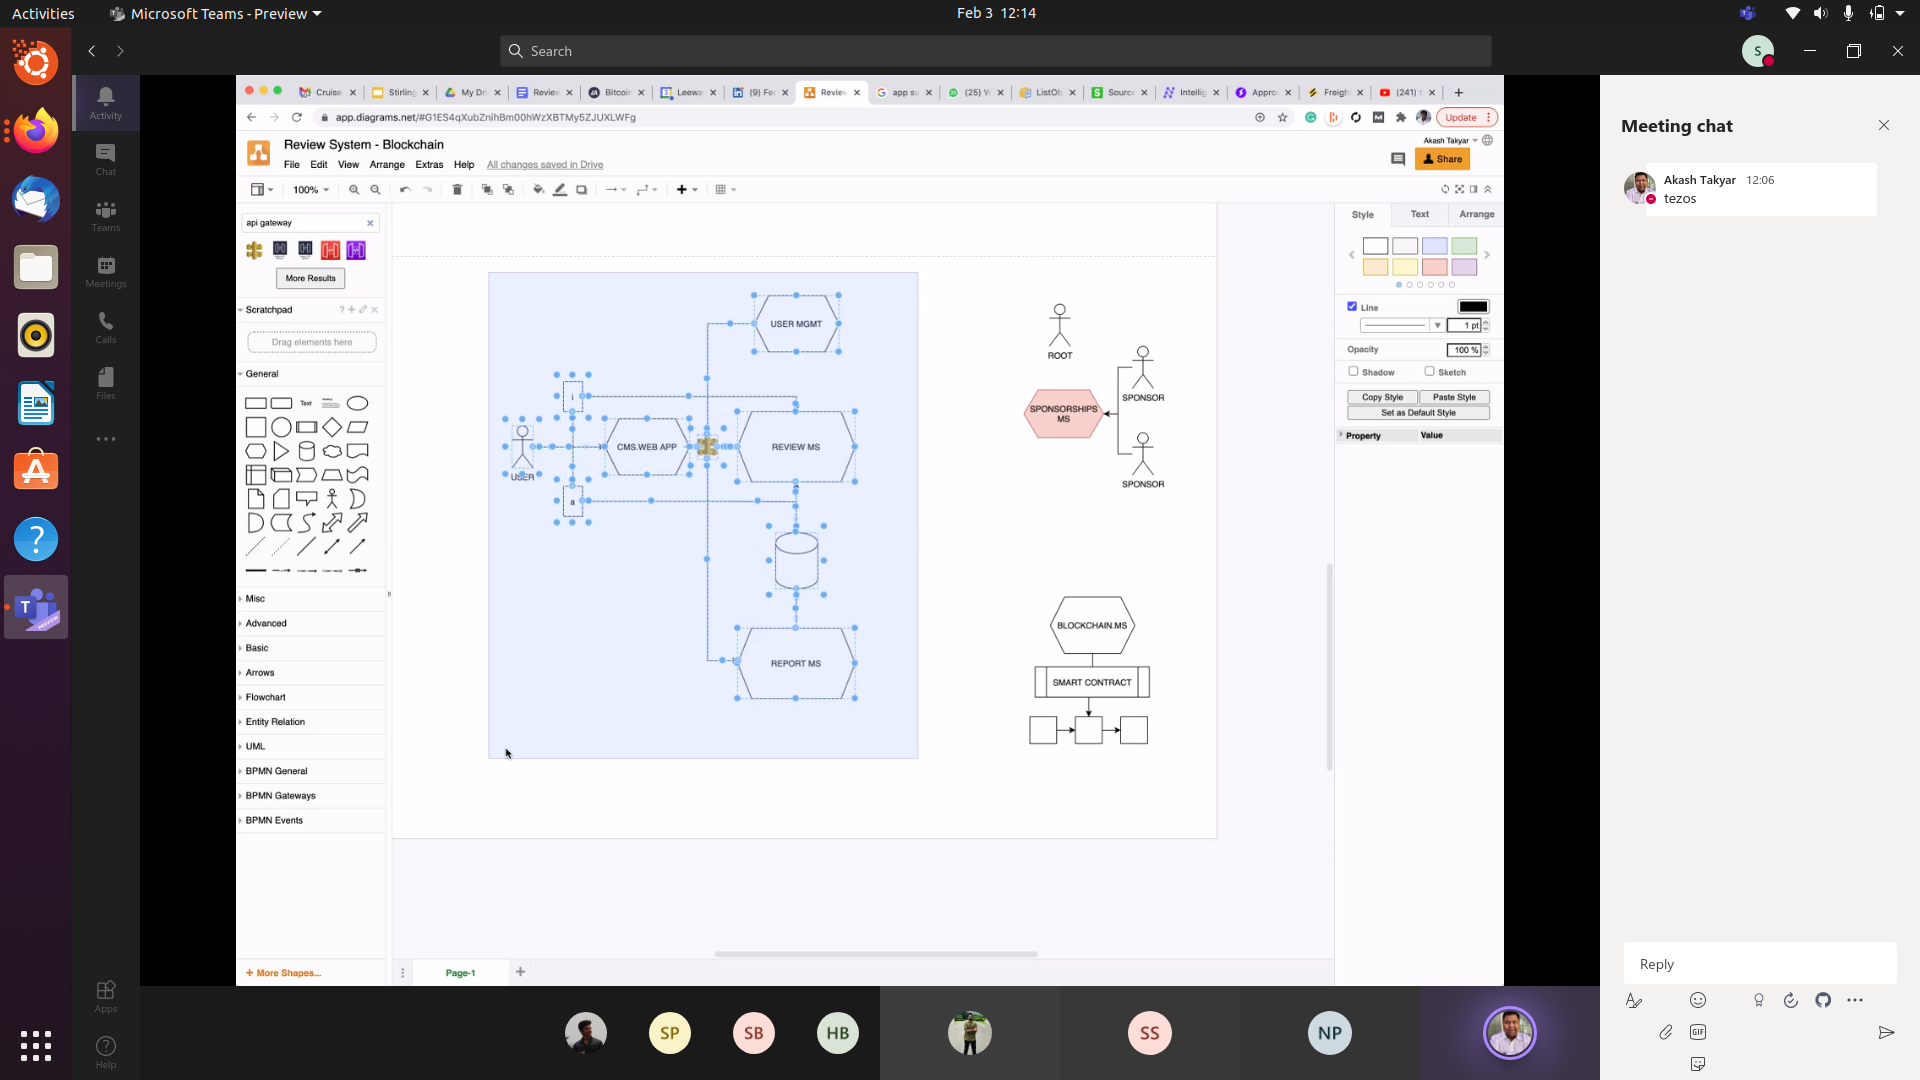 Activities
Microsoft Teams - Preview
Feb 3 12:14
Search
S
Activity
Chat
Teams
Meetings
Calls
Files
Apps
Help
Cruise
Stirling
My Dri
Review
Bitcoin
Leewa
(9) Fe
Review
app su
(25) W
ListOb
Source
Intellig
Appro
Freigh
(241)
app.diagrams.net/#G1ES4qXubZnihBm00hWzXBTMy5ZJUXLWFg
Update
Review System - Blockchain
File Edit View Arrange Extras Help All changes saved in Drive
Akash Takyar
Share
100%
api gateway
More Results
Scratchpad
Drag elements here
General
Text
Misc
Advanced
Basic
Arrows
Flowchart
Entity Relation
UML
BPMN General
BPMN Gateways
BPMN Events
+ More Shapes...
USER MGMT
i
CMS.WEB APP
REVIEW MS
USER
a
REPORT MS
ROOT
SPONSOR
SPONSORSHIPS
MS
SPONSOR
BLOCKCHAIN.MS
SMART CONTRACT
Page-1
Style Text Arrange
Line
1 pt
Opacity 100 %
Shadow Sketch
Copy Style Paste Style
Set as Default Style
Property Value
SP
SB
HB
SS
NP
Meeting chat
Akash Takyar 12:06
tezos
Reply
GIF